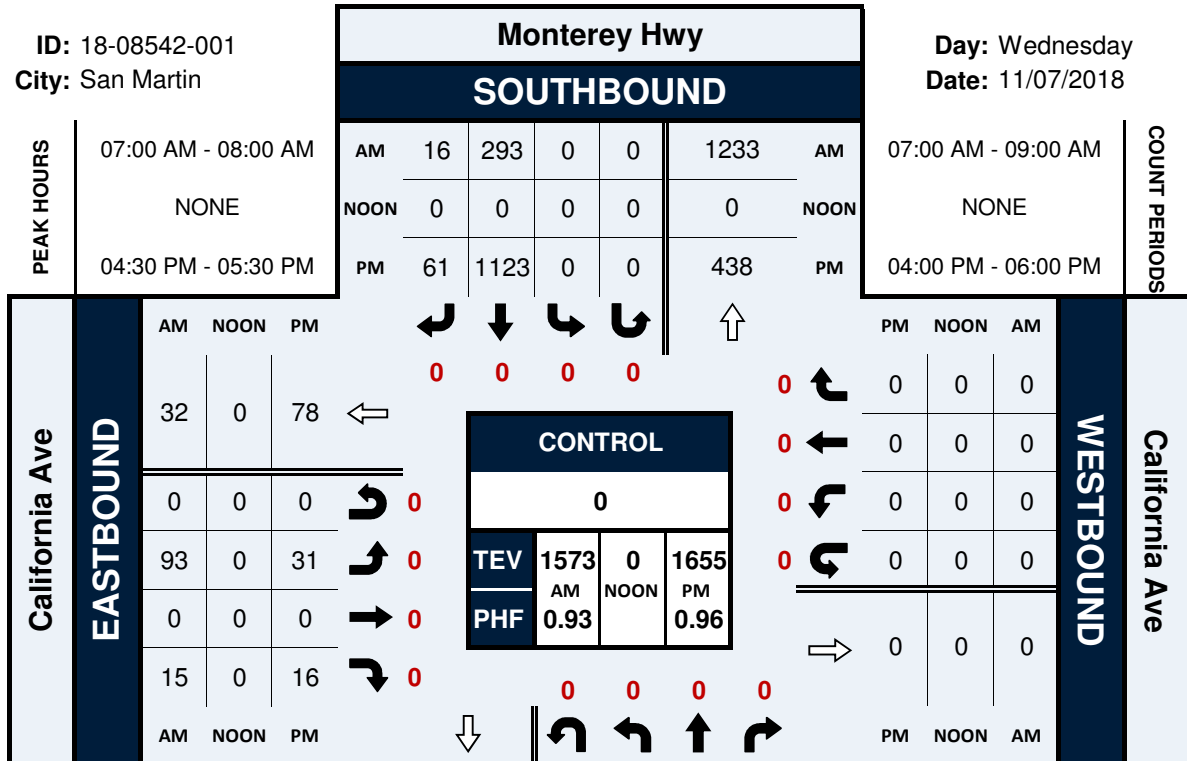 ID: 18-08542-001
City: San Martin
Monterey Hwy
SOUTHBOUND
Day: Wednesday
Date: 11/07/2018
PEAK HOURS
07:00 AM - 08:00 AM
NONE
04:30 PM - 05:30 PM
AM 16 293 0 0 1233 AM
NOON 0 0 0 0 0 NOON
PM 61 1123 0 0 438 PM
07:00 AM - 09:00 AM
NONE
04:00 PM - 06:00 PM
COUNT PERIODS
0 0 0 0
California Ave
EASTBOUND
AM NOON PM
32 0 78
0 0 0 0
93 0 31 0
0 0 0 0
15 0 16 0
AM NOON PM
CONTROL
0
TEV 1573 0 1655
AM NOON PM
PHF 0.93 0.96
PM NOON AM
0 0 0 0
0 0 0 0
0 0 0 0
0 0 0 0
0 0 0
PM NOON AM
WESTBOUND
California Ave
0 0 0 0